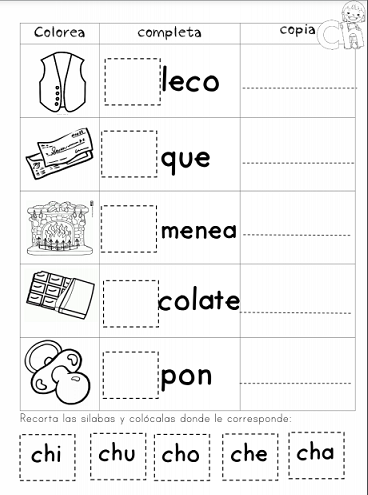 Colorea completa copia CH
leco
que
menea
colate
pon
Recorta las silabas y colócalas donde le corresponde:
chi chu cho che cha